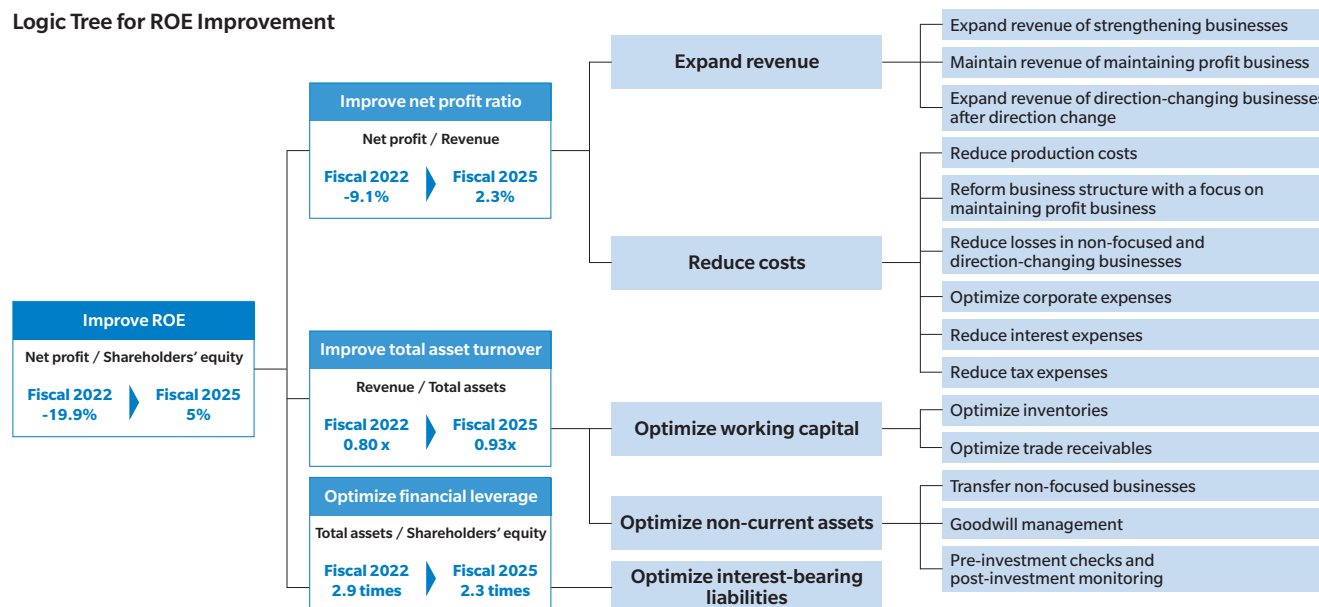 Logic Tree for ROE Improvement
Improve ROE
Net profit / Shareholders' equity
Fiscal 2022
-19.9%
Fiscal 2025
5%
Improve net profit ratio
Net profit / Revenue
Fiscal 2022
-9.1%
Fiscal 2025
2.3%
Improve total asset turnover
Revenue / Total assets
Fiscal 2022
0.80 x
Fiscal 2025
0.93x
Optimize financial leverage
Total assets / Shareholders' equity
Fiscal 2022
2.9 times
Fiscal 2025
2.3 times
Expand revenue
Reduce costs
Optimize working capital
Optimize non-current assets
Optimize interest-bearing
liabilities
Expand revenue of strengthening businesses
Maintain revenue of maintaining profit business
Expand revenue of direction-changing businesses
after direction change
Reduce production costs
Reform business structure with a focus on
maintaining profit business
Reduce losses in non-focused and
direction-changing businesses
Optimize corporate expenses
Reduce interest expenses
Reduce tax expenses
Optimize inventories
Optimize trade receivables
Transfer non-focused businesses
Goodwill management
Pre-investment checks and
post-investment monitoring